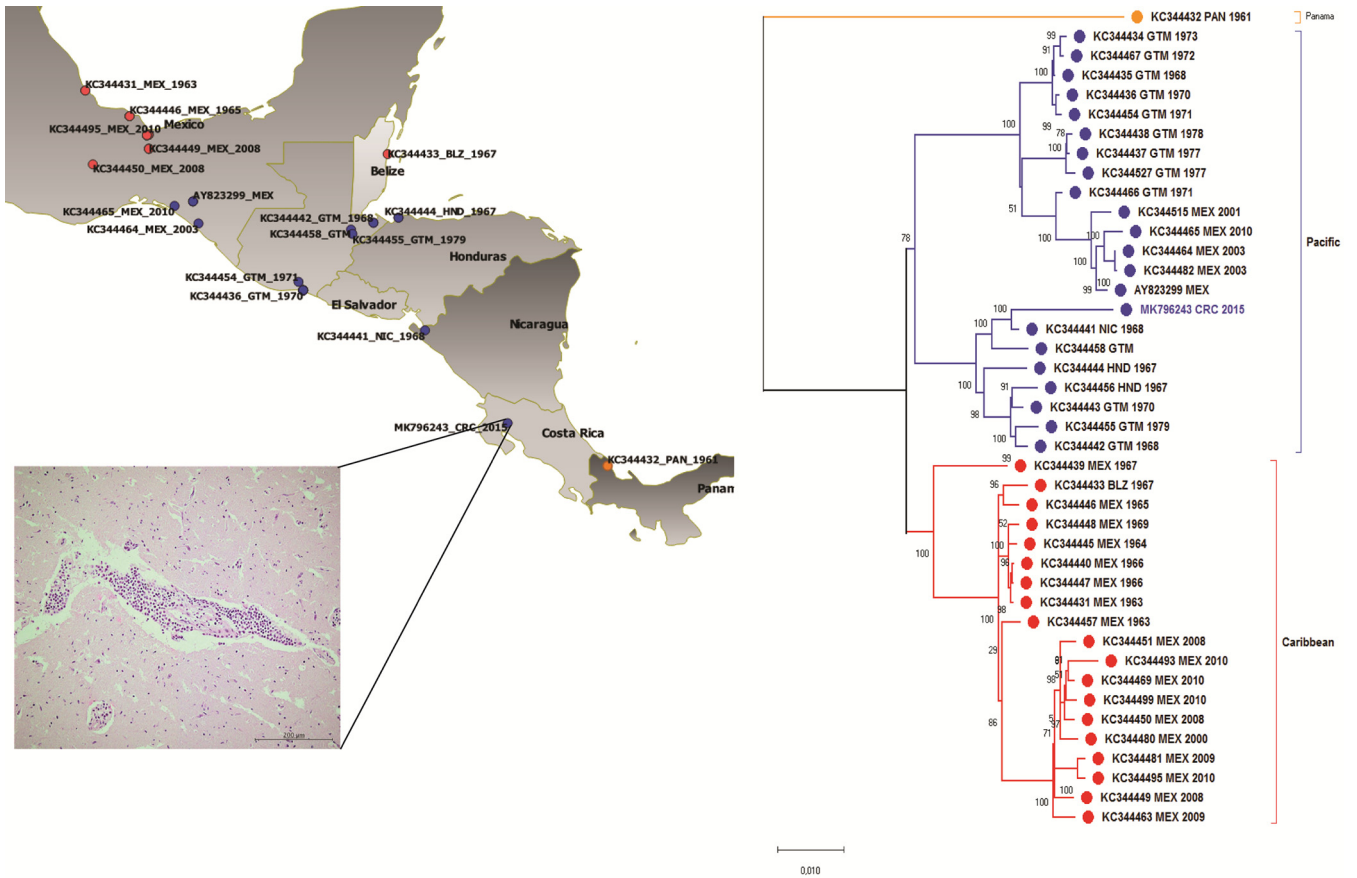 KC344431_MEX_1963
KC344446_MEX_1965
KC344495_MEX_2010
Mexico
KC344449_MEX_2008
KC344450_MEX_2008
KC344433_BLZ_1967
Belize
AY823299_MEX
KC344465_MEX_2010
KC344464_MEX_2003
KC344442_GTM_1968
KC344444_HND_1967
KC344458_GTM
KC344455_GTM_1979
Honduras
KC344454_GTM_1971
KC344436_GTM_1970
El Salvador
Nicaragua
KC344441_NIC_1968
MK796243_CRC_2015
Costa Rica
KC344432_PAN_1961
Panam
200 µm
KC344432 PAN 1961
Panama
99
KC344434 GTM 1973
91
KC344467 GTM 1972
100
KC344435 GTM 1968
KC344436 GTM 1970
KC344454 GTM 1971
100
99
78
KC344438 GTM 1978
100
KC344437 GTM 1977
KC344527 GTM 1977
KC344466 GTM 1971
51
KC344515 MEX 2001
100
100
KC344465 MEX 2010
78
Pacific
KC344464 MEX 2003
100
KC344482 MEX 2003
100
99
AY823299 MEX
100
MK796243 CRC 2015
100
KC344441 NIC 1968
KC344458 GTM
KC344444 HND 1967
100
91
KC344456 HND 1967
98
KC344443 GTM 1970
KC344455 GTM 1979
100
KC344442 GTM 1968
99
KC344439 MEX 1967
96
KC344433 BLZ 1967
KC344446 MEX 1965
52
KC344448 MEX 1969
100
KC344445 MEX 1964
100
98
KC344440 MEX 1966
KC344447 MEX 1966
98
KC344431 MEX 1963
100
KC344457 MEX 1963
29
KC344451 MEX 2008
Caribbean
KC344493 MEX 2010
51
98
KC344469 MEX 2010
KC344499 MEX 2010
86
97
KC344450 MEX 2008
71
KC344480 MEX 2000
KC344481 MEX 2009
KC344495 MEX 2010
100
KC344449 MEX 2008
100
KC344463 MEX 2009
0,010